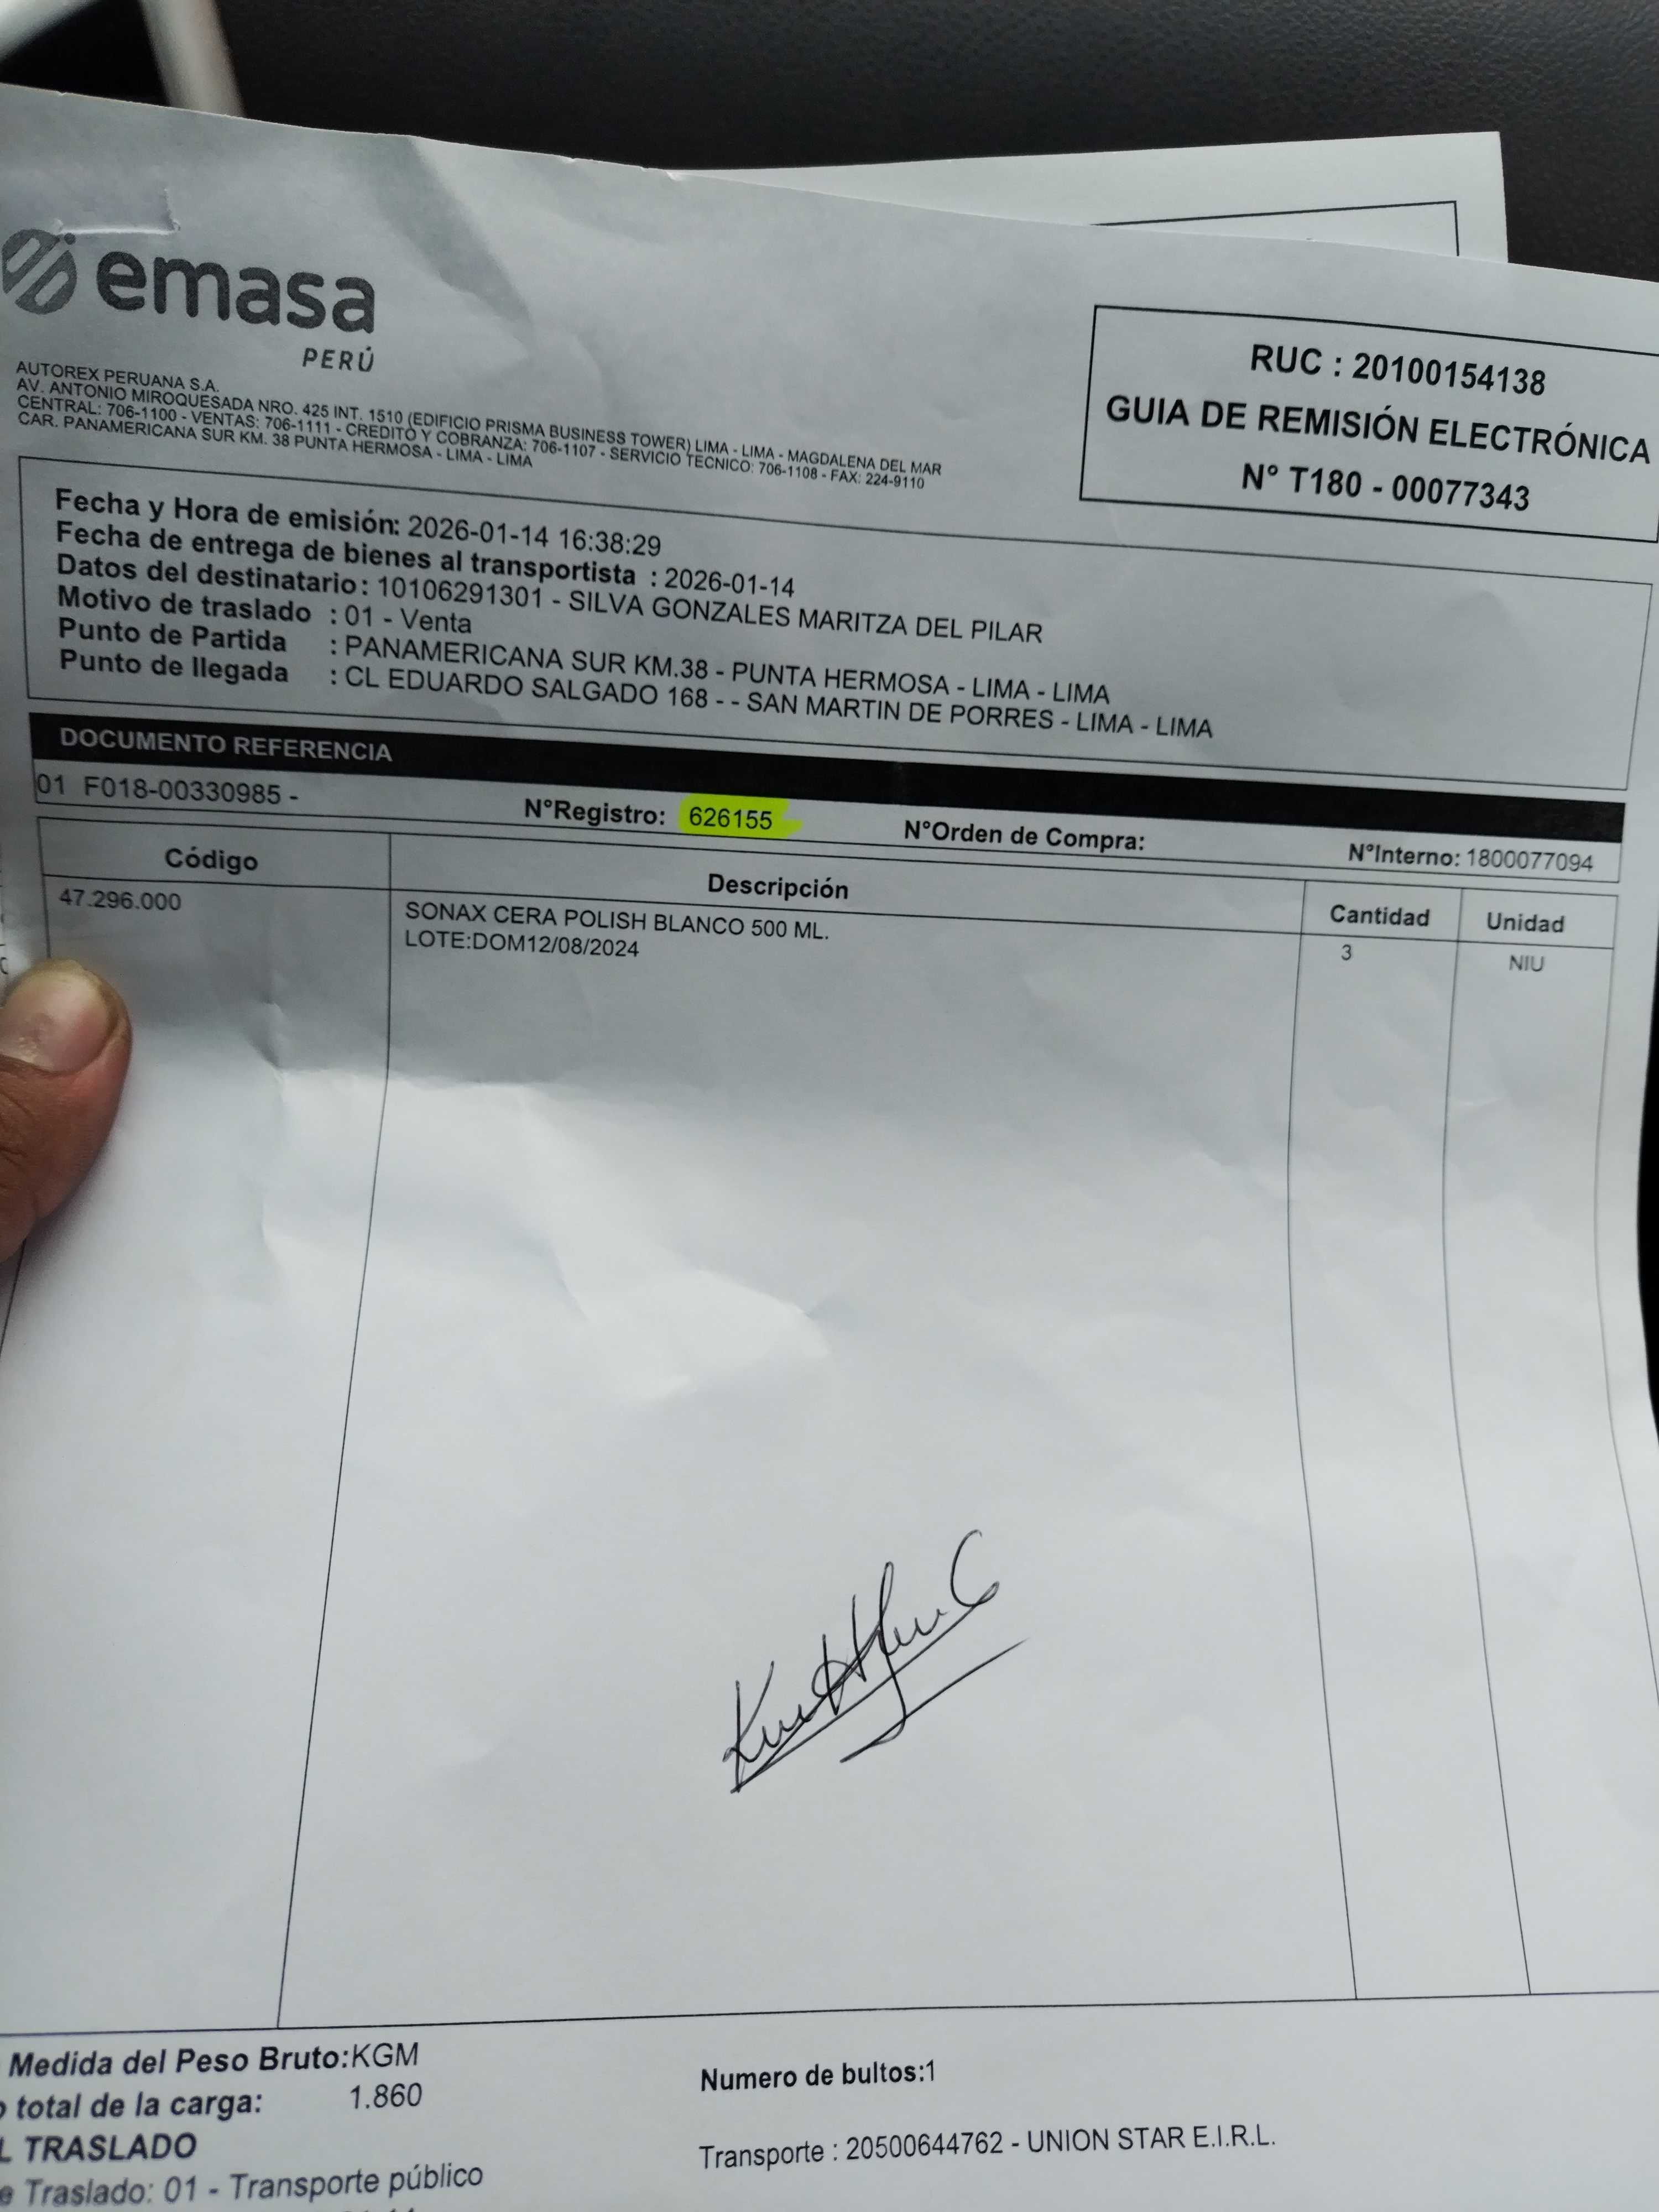 emasa
PERÚ
AUTOREX PERUANA S.A.
AV. ANTONIO MIROQUESADA NRO. 425 INT. 1510 (EDIFICIO PRISMA BUSINESS TOWER) LIMA - LIMA - MAGDALENA DEL MAR
CENTRAL: 706-1100 - VENTAS: 706-1111 - CREDITO Y COBRANZA: 706-1107 - SERVICIO TECNICO: 706-1108 - FAX: 224-9110
CAR. PANAMERICANA SUR KM. 38 PUNTA HERMOSA - LIMA - LIMA
RUC : 20100154138
GUIA DE REMISIÓN ELECTRÓNICA
N° T180 - 00077343
Fecha y Hora de emisión: 2026-01-14 16:38:29
Fecha de entrega de bienes al transportista : 2026-01-14
Datos del destinatario : 10106291301 - SILVA GONZALES MARITZA DEL PILAR
Motivo de traslado : 01 - Venta
Punto de Partida : PANAMERICANA SUR KM.38 - PUNTA HERMOSA - LIMA - LIMA
Punto de llegada : CL EDUARDO SALGADO 168 - - SAN MARTIN DE PORRES - LIMA - LIMA
DOCUMENTO REFERENCIA
01 F018-00330985 - N°Registro: 626155 N°Orden de Compra: N°Interno: 1800077094
Código Descripción Cantidad Unidad
47.296.000 SONAX CERA POLISH BLANCO 500 ML. 3 NIU
LOTE:DOM12/08/2024
Medida del Peso Bruto:KGM Numero de bultos:1
total de la carga: 1.860
TRASLADO Transporte : 20500644762 - UNION STAR E.I.R.L.
Traslado: 01 - Transporte público